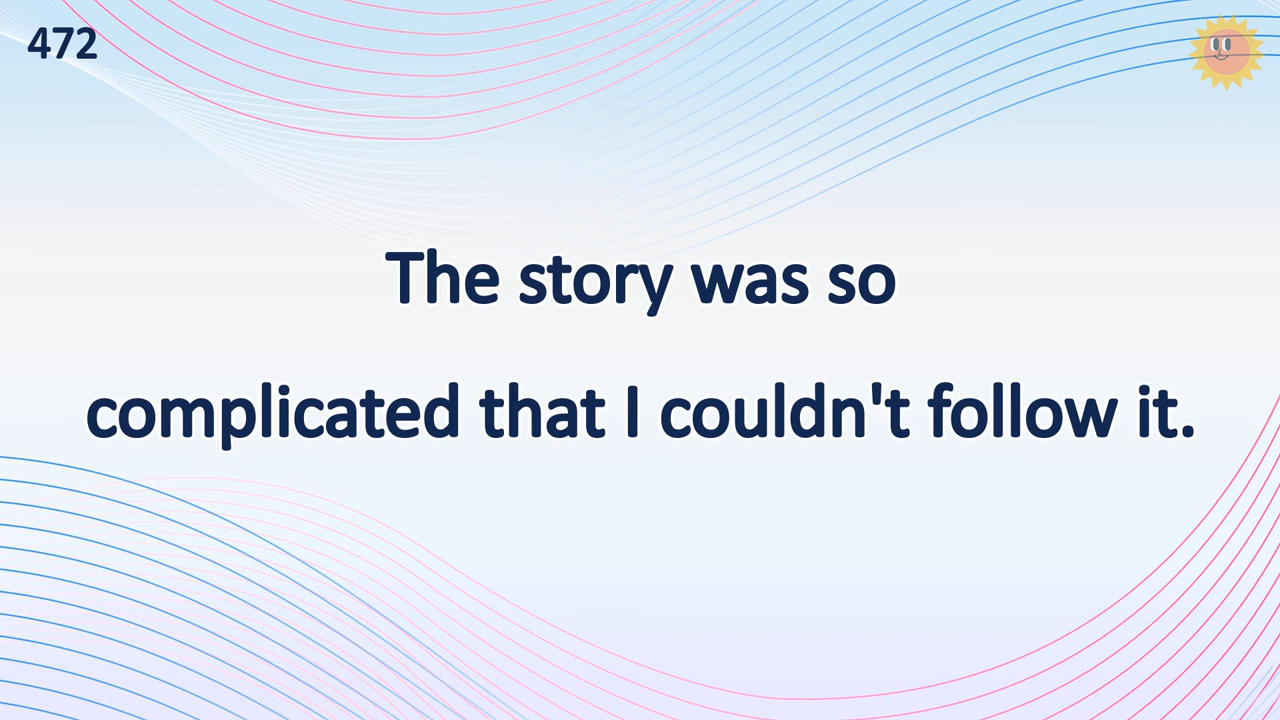 472
The story was so
complicated that I couldn't follow it.